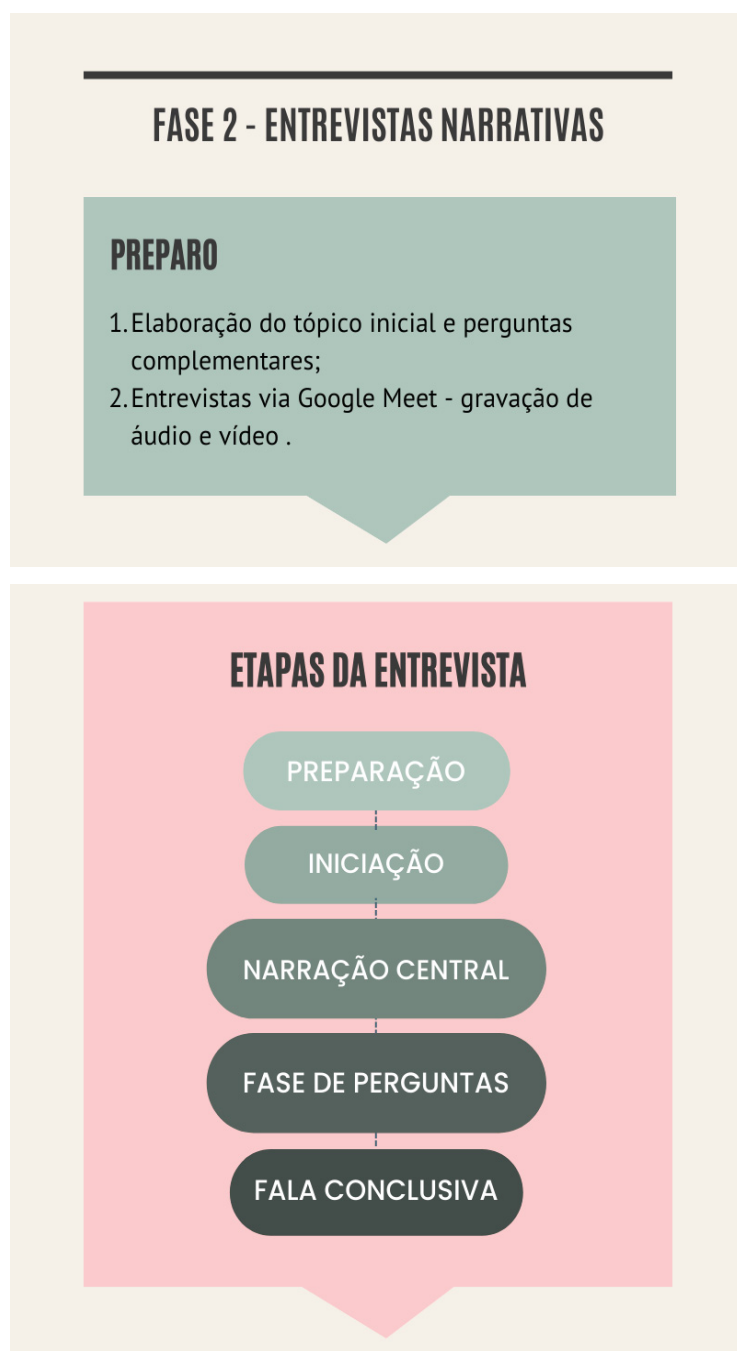 FASE 2 - ENTREVISTAS NARRATIVAS
PREPARO
1. Elaboração do tópico inicial e perguntas
complementares;
2. Entrevistas via Google Meet - gravação de
áudio e vídeo .
ETAPAS DA ENTREVISTA
PREPARAÇÃO
INICIAÇÃO
NARRAÇÃO CENTRAL
FASE DE PERGUNTAS
FALA CONCLUSIVA